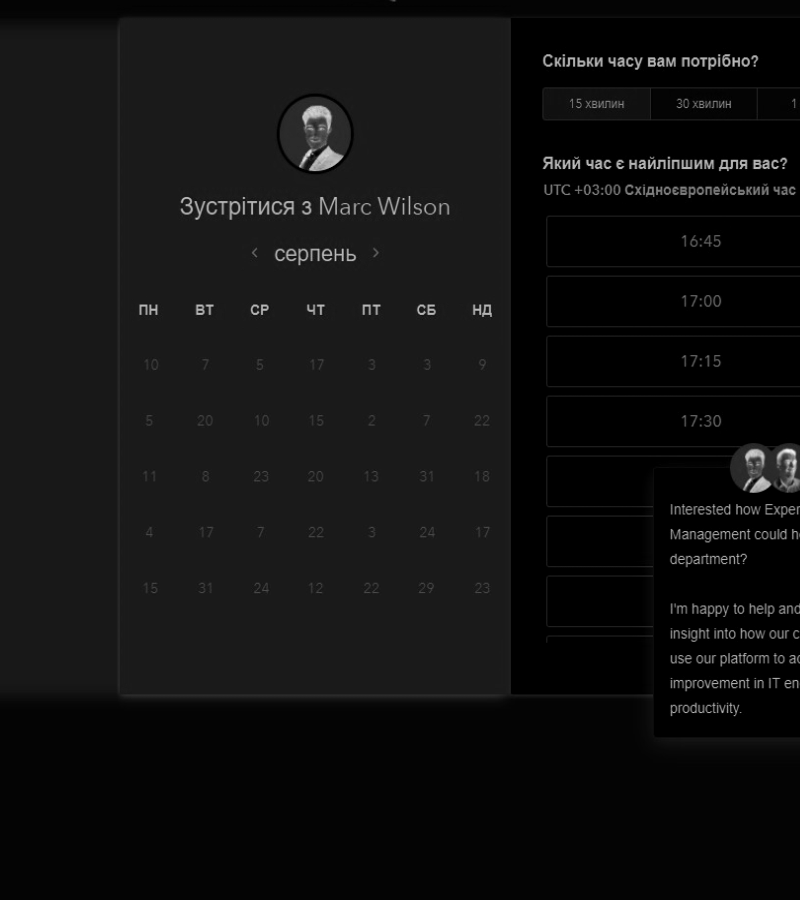 Зустрітися з Marc Wilson
серпень
ПН ВТ СР ЧТ ПТ СБ НД
10 7 5 17 3 3 9
5 20 10 15 2 7 22
11 8 23 20 13 31 18
4 17 7 22 3 24 17
15 31 24 12 22 29 23
Скільки часу вам потрібно?
15 хвилин 30 хвилин 1
Який час є найліпшим для вас?
UTC +03:00 Східноєвропейський час
16:45
17:00
17:15
17:30
Interested how
Management could
department?
I'm happy to help and
insight into how our
use our platform to
improvement in IT
productivity.